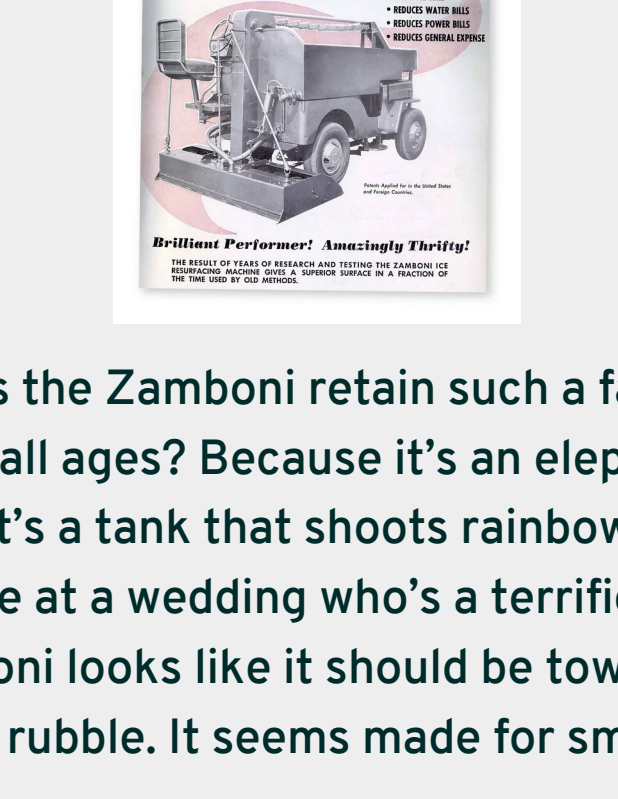 • REDUCES WATER BILLS
• REDUCES POWER BILLS
• REDUCES GENERAL EXPENSE
Patents Applied for in the United States
and Foreign Countries.
Brilliant Performer! Amazingly Thrifty!
THE RESULT OF YEARS OF RESEARCH AND TESTING THE ZAMBONI ICE
RESURFACING MACHINE GIVES A SUPERIOR SURFACE IN A FRACTION OF
THE TIME USED BY OLD METHODS.
s the Zamboni retain such a fa
all ages? Because it’s an elep
t’s a tank that shoots rainbow
e at a wedding who’s a terrifi
oni looks like it should be tow
rubble. It seems made for sm